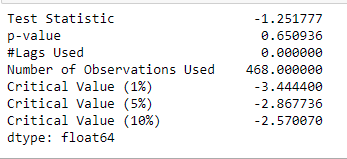 Test Statistic -1.251777
p-value 0.650936
#Lags Used 0.000000
Number of Observations Used 468.000000
Critical Value (1%) -3.444400
Critical Value (5%) -2.867736
Critical Value (10%) -2.570070
dtype: float64